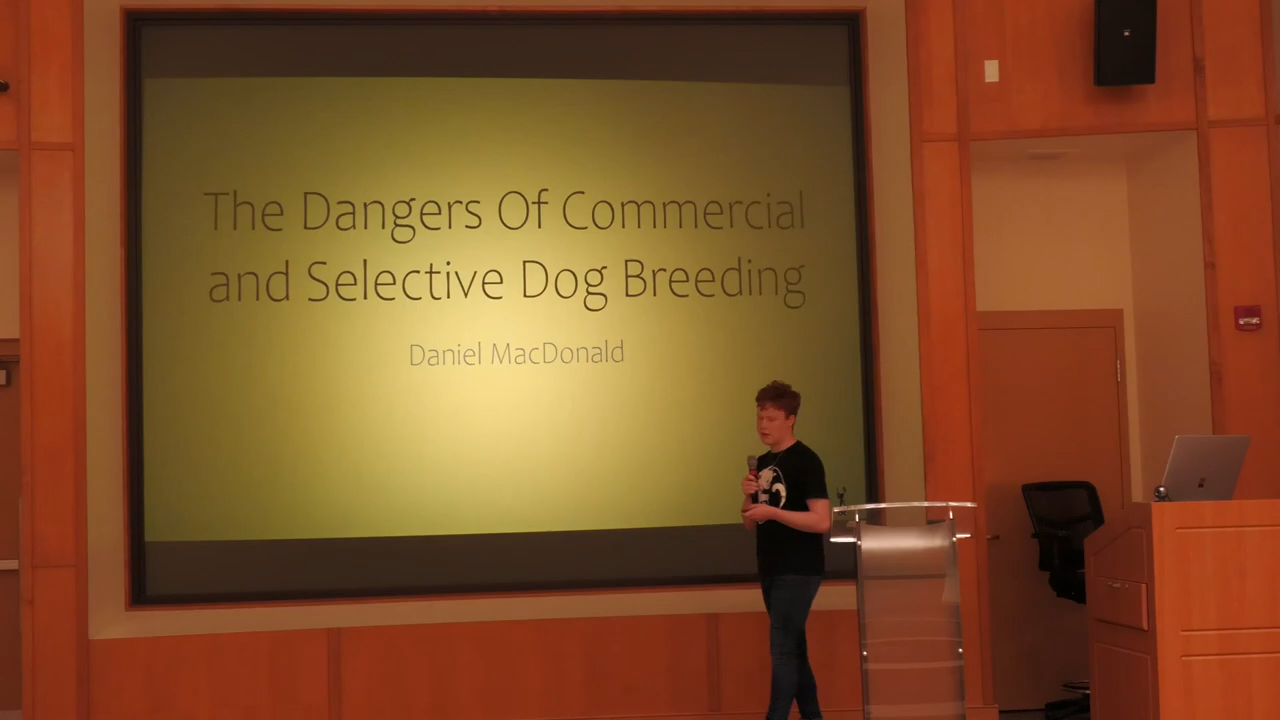 The Dangers Of Commercial
and Selective Dog Breeding
Daniel MacDonald